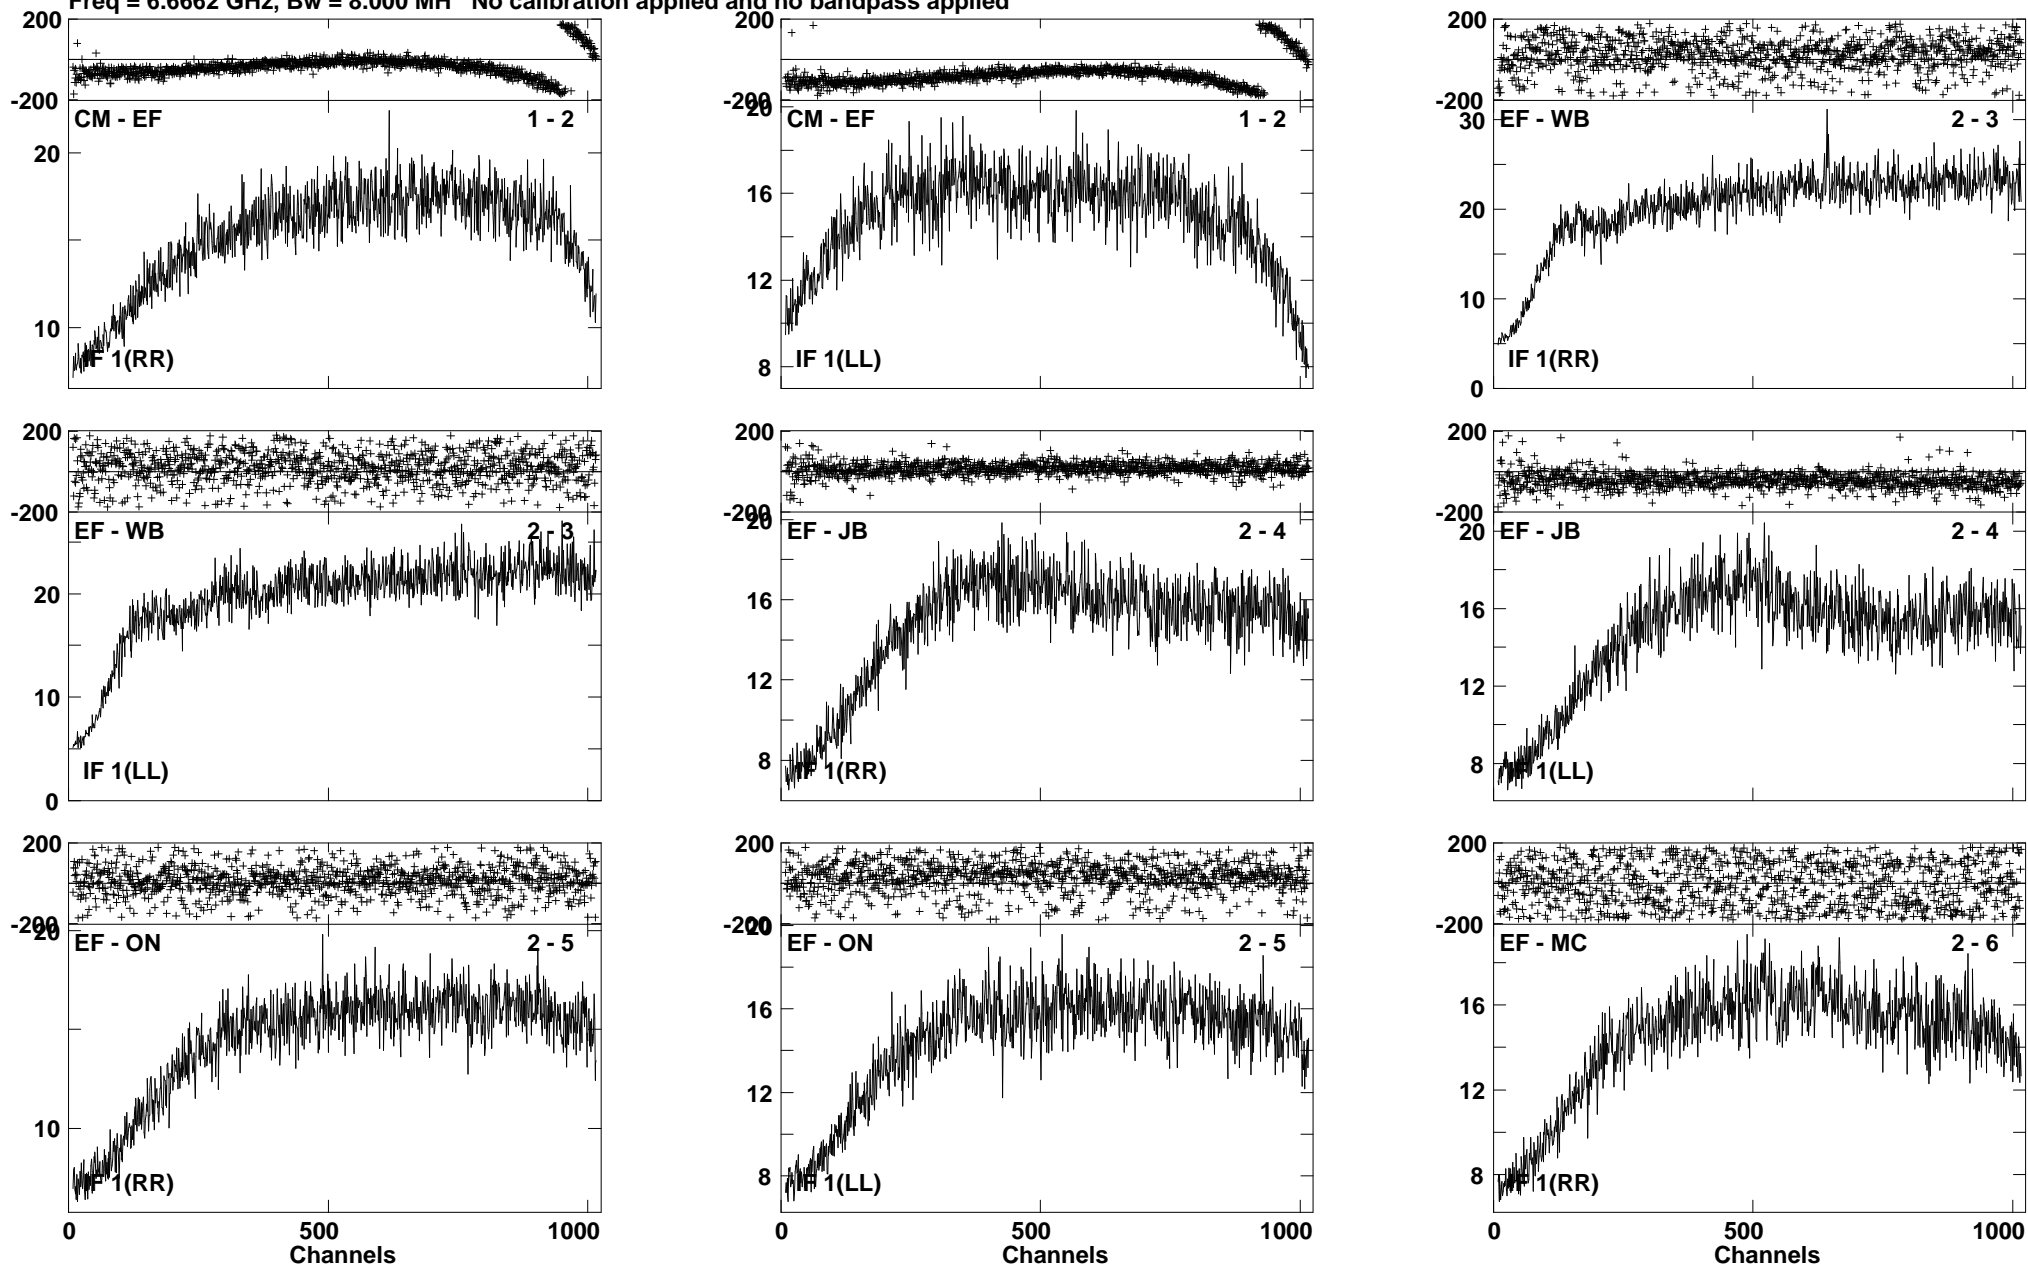 Freq = 6.6662 GHz, Bw = 8.000 MH   No calibration applied and no bandpass applied
200
-200
CM - EF 1 - 2
20
10
IF 1(RR)
-200
20
CM - EF 1 - 2
16
12
8
IF 1(LL)
200
-200
EF - WB 2 - 3
30
20
10
0
IF 1(RR)
200
-200
EF - WB 2 - 3
20
10
0
IF 1(LL)
200
-200
20
EF - JB 2 - 4
16
12
8
IF 1(RR)
200
-200
EF - JB 2 - 4
20
16
12
8
IF 1(LL)
200
-200
20
EF - ON 2 - 5
10
IF 1(RR)
0 500 1000
Channels
200
-200
20
EF - ON 2 - 5
16
12
8
IF 1(LL)
0 500 1000
Channels
200
-200
EF - MC 2 - 6
16
12
8
IF 1(RR)
0 500 1000
Channels